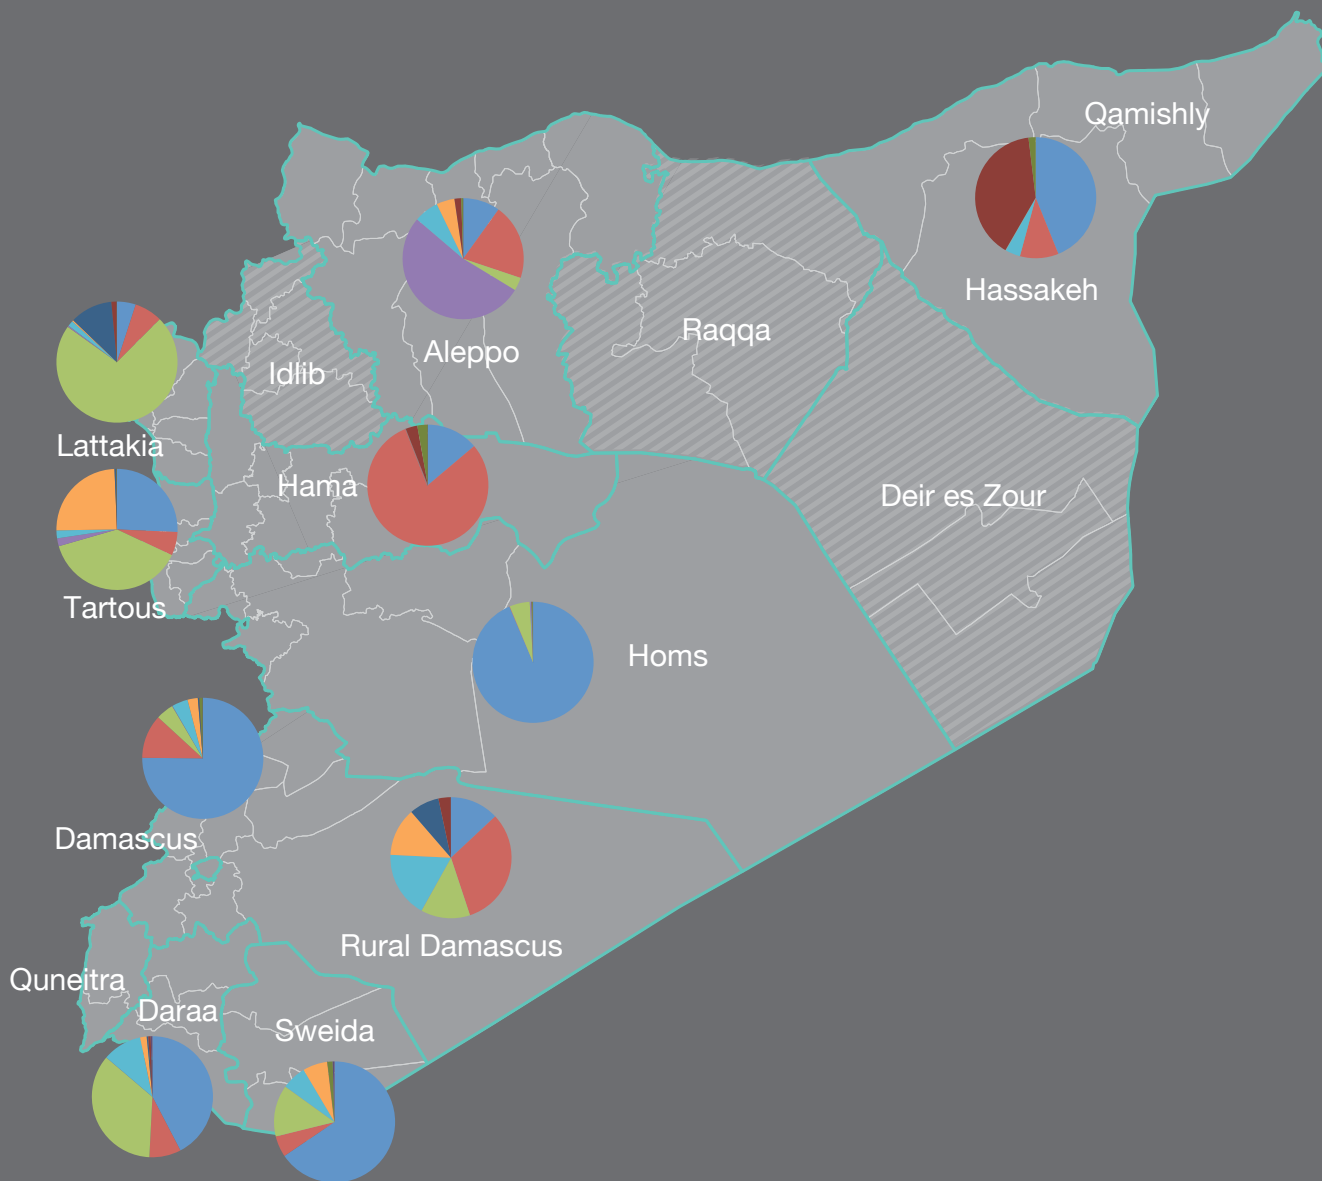 Qamishly
Hassakeh
Raqqa
Aleppo
Idlib
Lattakia
Hama
Deir es Zour
Tartous
Homs
Damascus
Rural Damascus
Quneitra
Daraa
Sweida